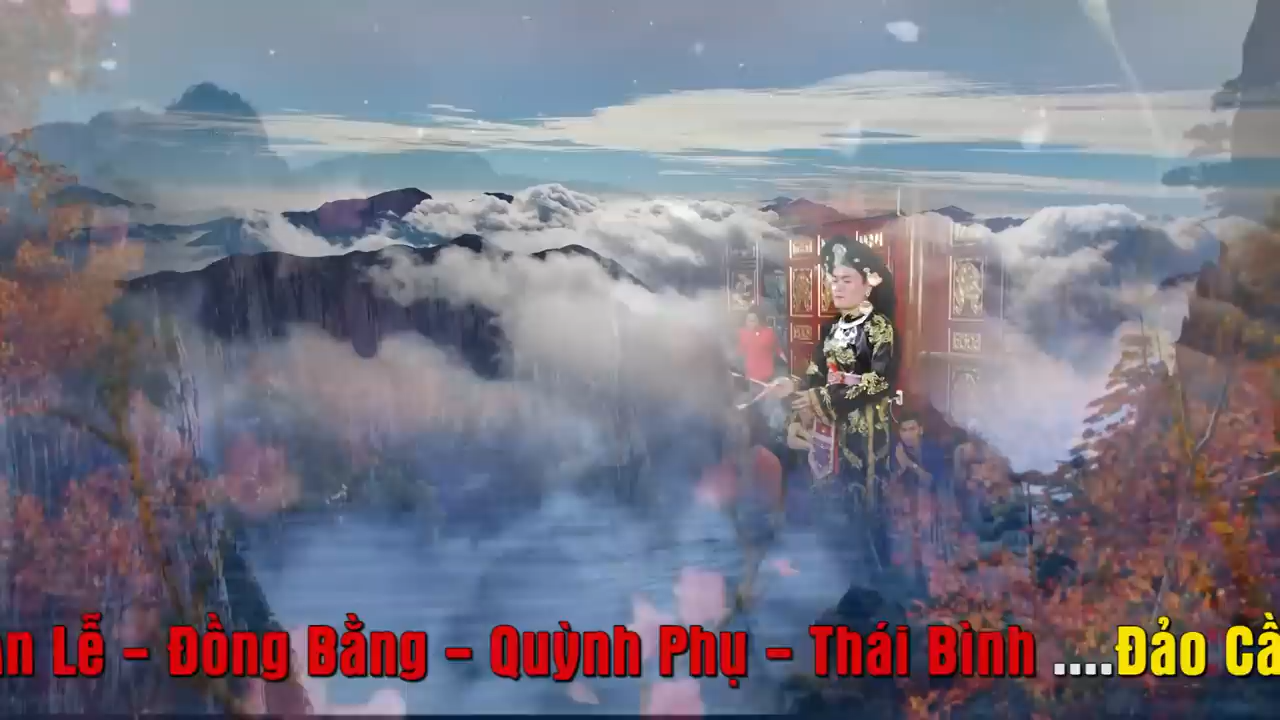 Lễ - Đồng Bằng - Quỳnh Phụ - Thái Bình ....Đảo